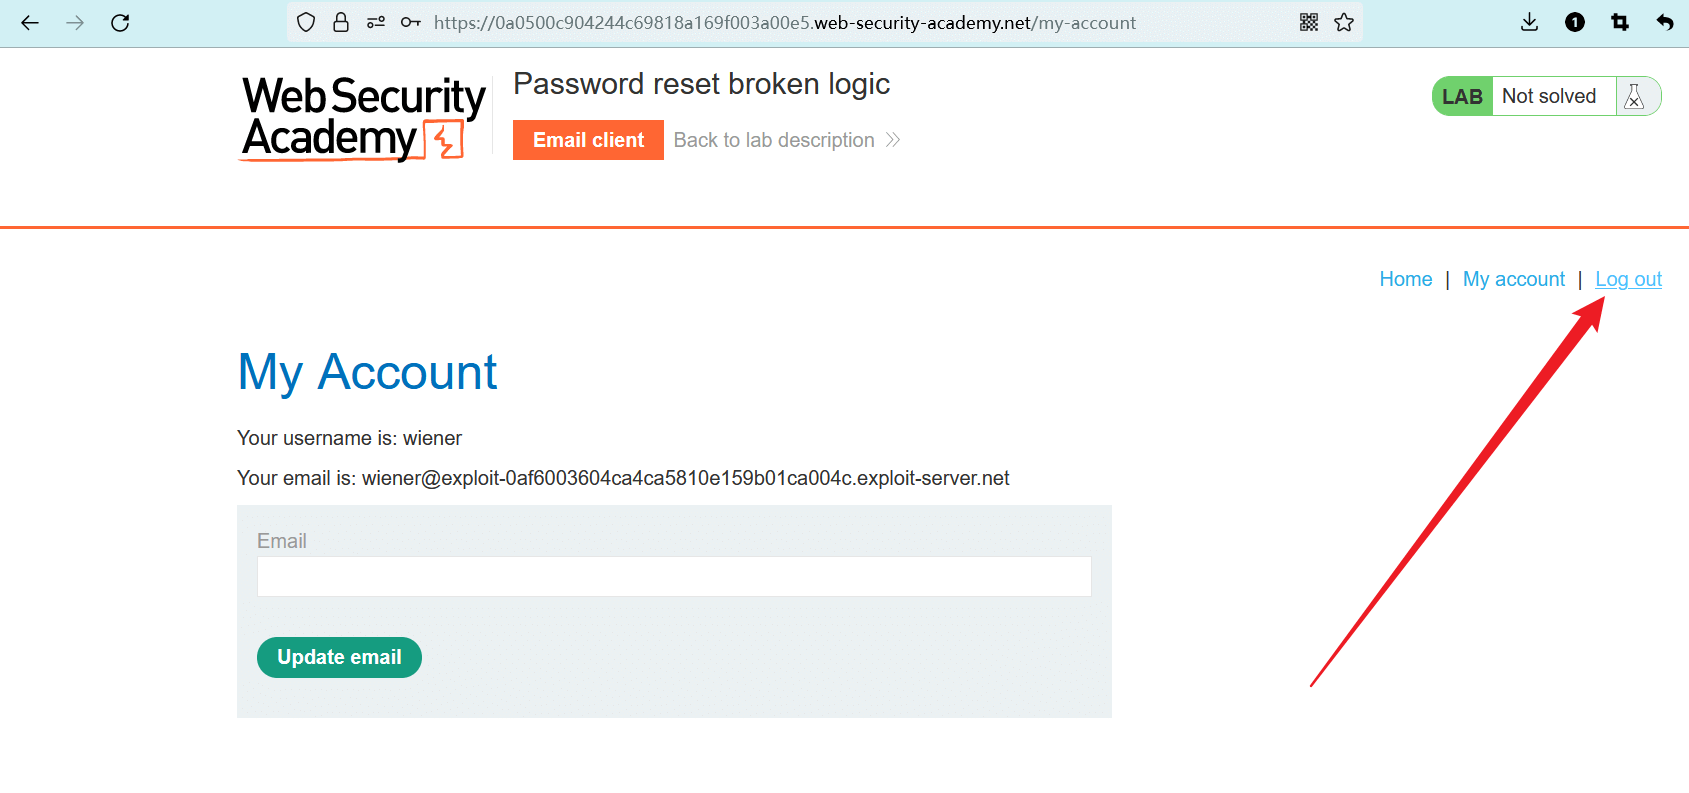 https://0a0500c904244c69818a169f003a00e5.web-security-academy.net/my-account
1
Web Security
Academy
Password reset broken logic
Email client
Back to lab description
LAB
Not solved
Home | My account | Log out
My Account
Your username is: wiener
Your email is: wiener@exploit-0af6003604ca4ca5810e159b01ca004c.exploit-server.net
Email
Update email